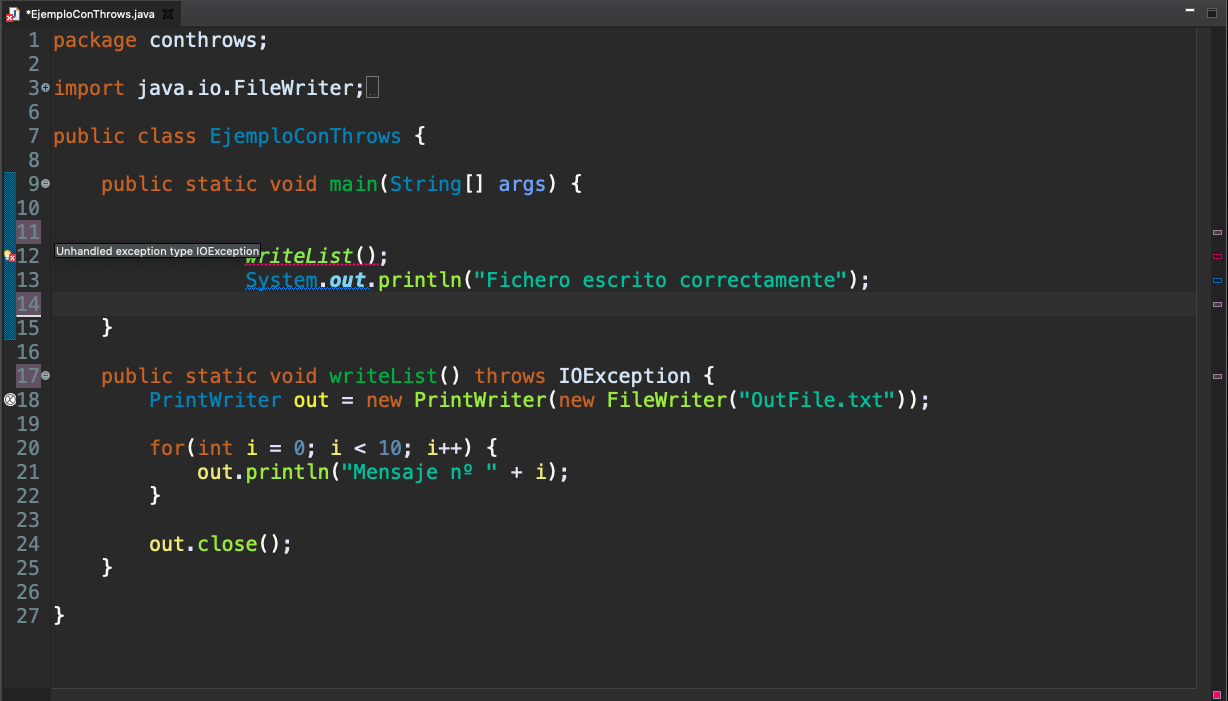 *EjemploConThrows.java
1 package conthrows;
2
3 import java.io.FileWriter;
6
7 public class EjemploConThrows {
8
9 public static void main(String[] args) {
10
11
12 Unhandled exception type IOException writeList();
13 System.out.println("Fichero escrito correctamente");
14
15 }
16
17 public static void writeList() throws IOException {
18 PrintWriter out = new PrintWriter(new FileWriter("OutFile.txt"));
19
20 for(int i = 0; i < 10; i++) {
21 out.println("Mensaje nº " + i);
22 }
23
24 out.close();
25 }
26
27 }